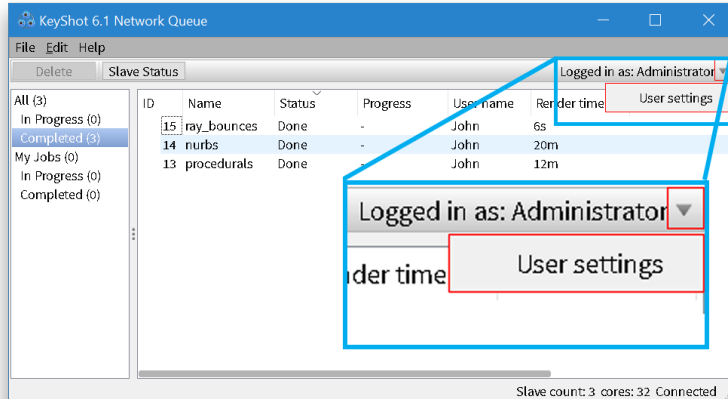 KeyShot 6.1 Network Queue
File Edit Help
Delete Slave Status Logged in as: Administrator
User settings
All (3)
In Progress (0)
Completed (3)
My Jobs (0)
In Progress (0)
Completed (0)
ID Name Status Progress User name Render time
15 ray_bounces Done - John 6s
14 nurbs Done - John 20m
13 procedurals Done - John 12m
Logged in as: Administrator
User settings
der time
Slave count: 3 cores: 32 Connected